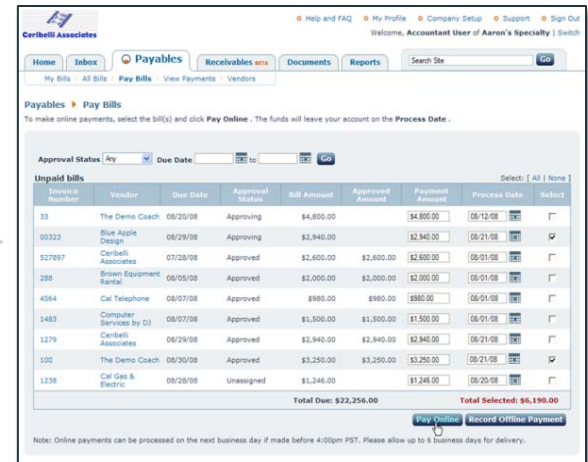 Ceribelli Associates
Help and FAQ My Profile Company Setup Support Sign Out
Welcome, Accountant User of Aaron's Specialty | Switch
Home Inbox Payables Receivables BETA Documents Reports Search Site Go
My Bills All Bills Pay Bills View Payments Vendors
Payables Pay Bills
To make online payments, select the bill(s) and click Pay Online . The funds will leave your account on the Process Date .
Approval Status Any Due Date to Go
Unpaid bills Select: [ All | None ]
Invoice Number Vendor Due Date Approval Status Bill Amount Approved Amount Payment Amount Process Date Select
33 The Demo Coach 08/20/08 Approving $4,800.00 $4,800.00 08/12/08
00323 Blue Apple Design 08/29/08 Approving $2,940.00 $2,940.00 08/21/08
527897 Ceribelli Associates 07/28/08 Approved $2,600.00 $2,600.00 $2,600.00 08/01/08
288 Brown Equipment Rental 08/05/08 Approved $2,000.00 $2,000.00 $2,000.00 08/01/08
4564 Cal Telephone 08/07/08 Approved $980.00 $980.00 $980.00 08/01/08
1483 Computer Services by DJ 08/07/08 Approved $1,500.00 $1,500.00 $1,500.00 08/01/08
1279 Ceribelli Associates 08/29/08 Approved $2,940.00 $2,940.00 $2,940.00 08/21/08
100 The Demo Coach 08/30/08 Approved $3,250.00 $3,250.00 $3,250.00 08/21/08
1238 Cal Gas & Electric 08/28/08 Unassigned $1,246.00 $1,246.00 08/20/08
Total Due: $22,256.00 Total Selected: $6,190.00
Pay Online Record Offline Payment
Note: Online payments can be processed on the next business day if made before 4:00pm PST. Please allow up to 6 business days for delivery.